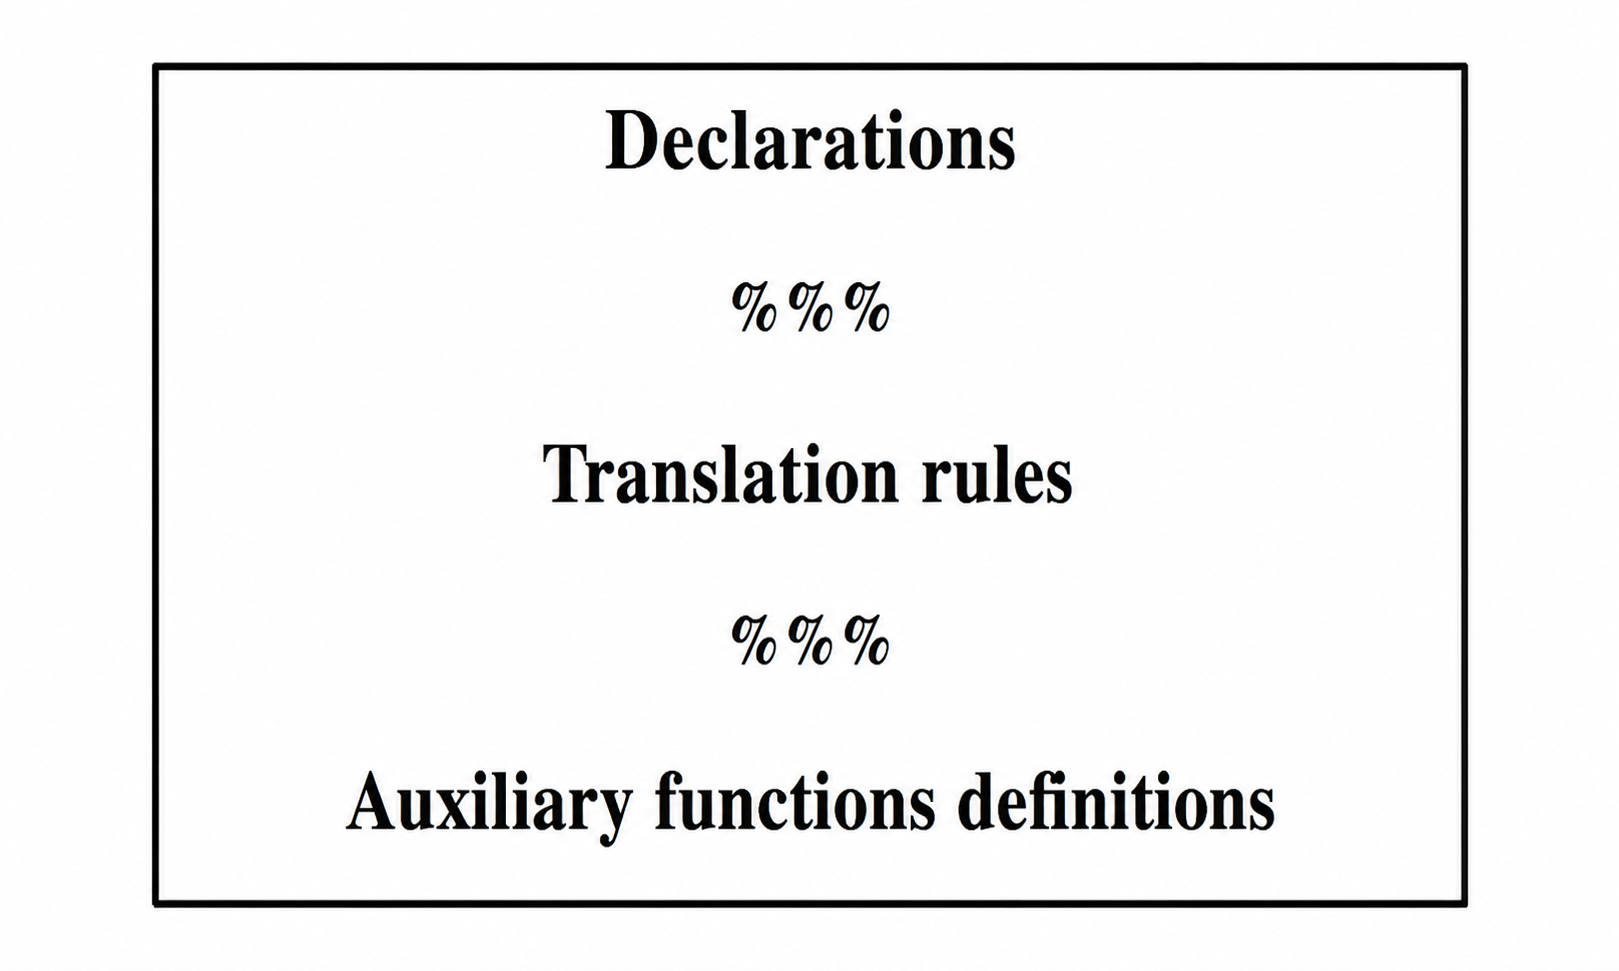 Declarations
%%%
Translation rules
%%%
Auxiliary functions definitions